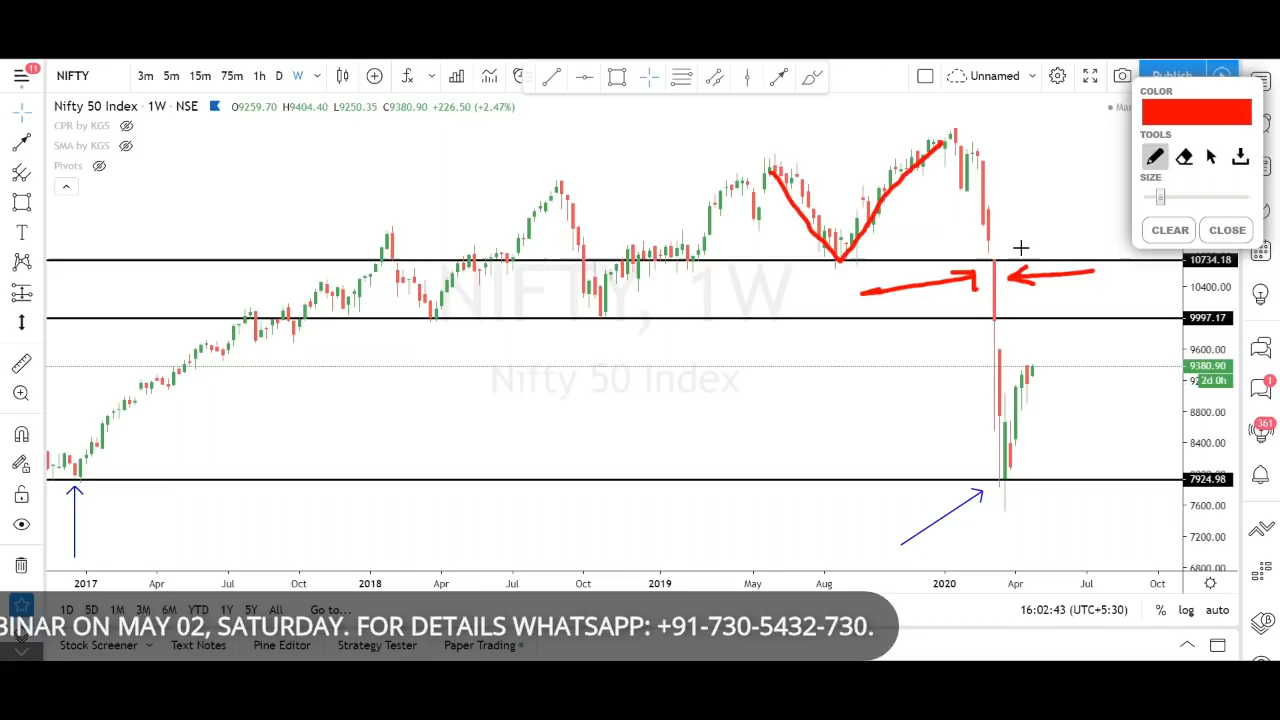 11
NIFTY
3m 5m 15m 75m 1h D W
Unnamed
Publish
Nifty 50 Index · 1W · NSE O9259.70 H9404.40 L9250.35 C9380.90 +226.50 (+2.47%)
CPR by KGS
SMA by KGS
Pivots
COLOR
TOOLS
SIZE
CLEAR CLOSE
NIFTY, 1W
Nifty 50 Index
10734.18
10400.00
9997.17
9600.00
9380.90
2d 0h
8800.00
8400.00
7924.98
7600.00
7200.00
6800.00
1
361
2017 Apr Jul Oct 2018 Apr Jul Oct 2019 May Aug 2020 Apr Jul Oct
1D 5D 1M 3M 6M YTD 1Y 5Y All Go to...
16:02:43 (UTC+5:30) % log auto
BINAR ON MAY 02, SATURDAY. FOR DETAILS WHATSAPP: +91-730-5432-730.
Stock Screener Text Notes Pine Editor Strategy Tester Paper Trading